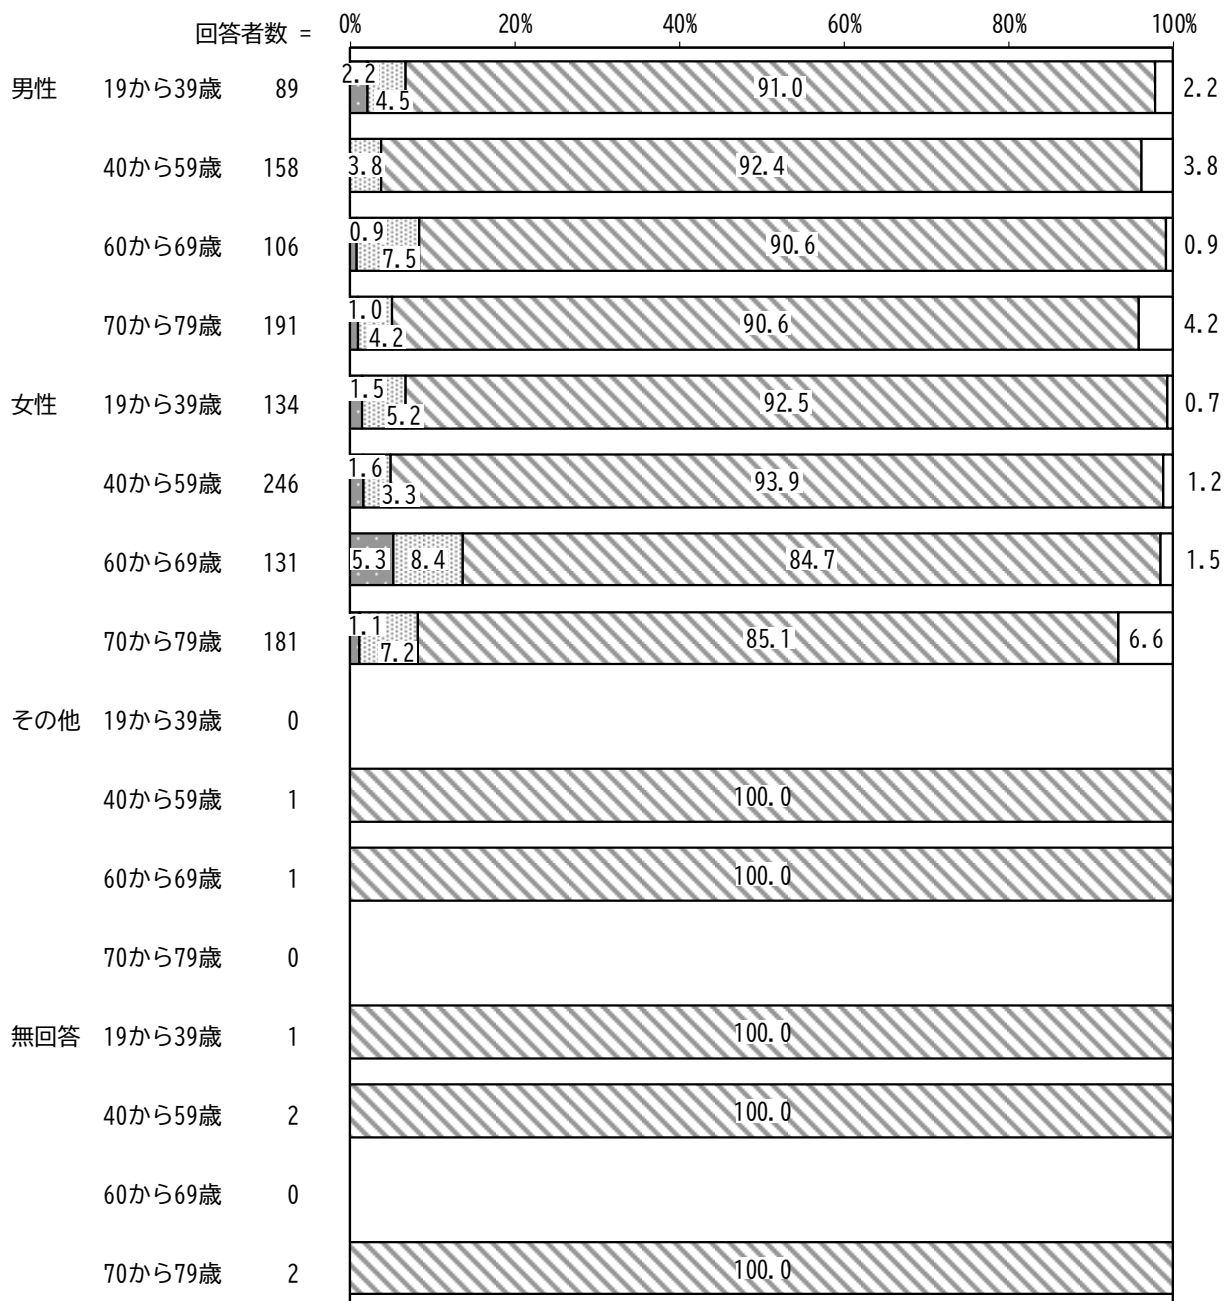 0% 20% 40% 60% 80% 100%
回答者数 =
男性 19から39歳 89 2.2 4.5 91.0 2.2
40から59歳 158 3.8 92.4 3.8
60から69歳 106 0.9 7.5 90.6 0.9
70から79歳 191 1.0 4.2 90.6 4.2
女性 19から39歳 134 1.5 5.2 92.5 0.7
40から59歳 246 1.6 3.3 93.9 1.2
60から69歳 131 5.3 8.4 84.7 1.5
70から79歳 181 1.1 7.2 85.1 6.6
その他 19から39歳 0
40から59歳 1 100.0
60から69歳 1 100.0
70から79歳 0
無回答 19から39歳 1 100.0
40から59歳 2 100.0
60から69歳 0
70から79歳 2 100.0